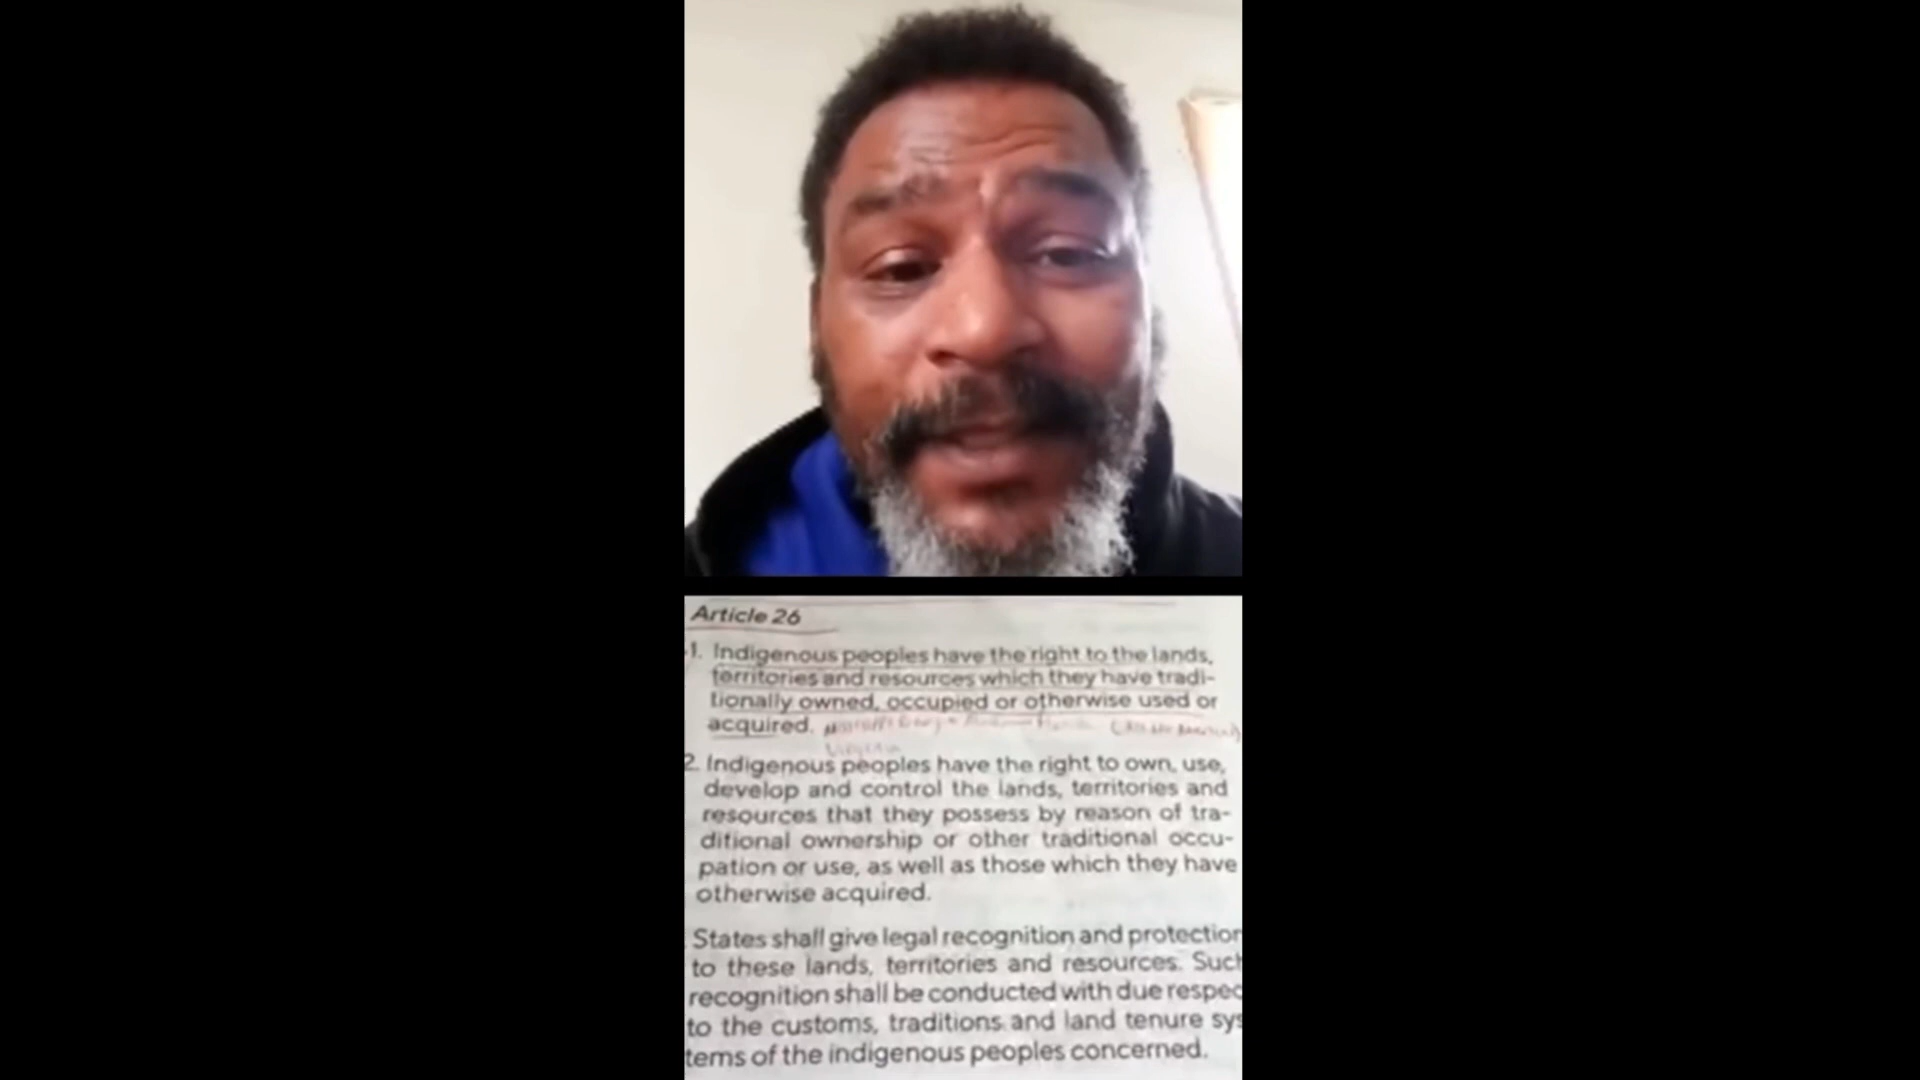 Article 26
1. Indigenous peoples have the right to the lands,
territories and resources which they have tradi-
tionally owned, occupied or otherwise used or
acquired.
Virginia
2. Indigenous peoples have the right to own, use,
develop and control the lands, territories and
resources that they possess by reason of tra-
ditional ownership or other traditional occu-
pation or use, as well as those which they have
otherwise acquired.
States shall give legal recognition and protection
to these lands, territories and resources. Such
recognition shall be conducted with due respec
to the customs, traditions and land tenure sys
tems of the indigenous peoples concerned.